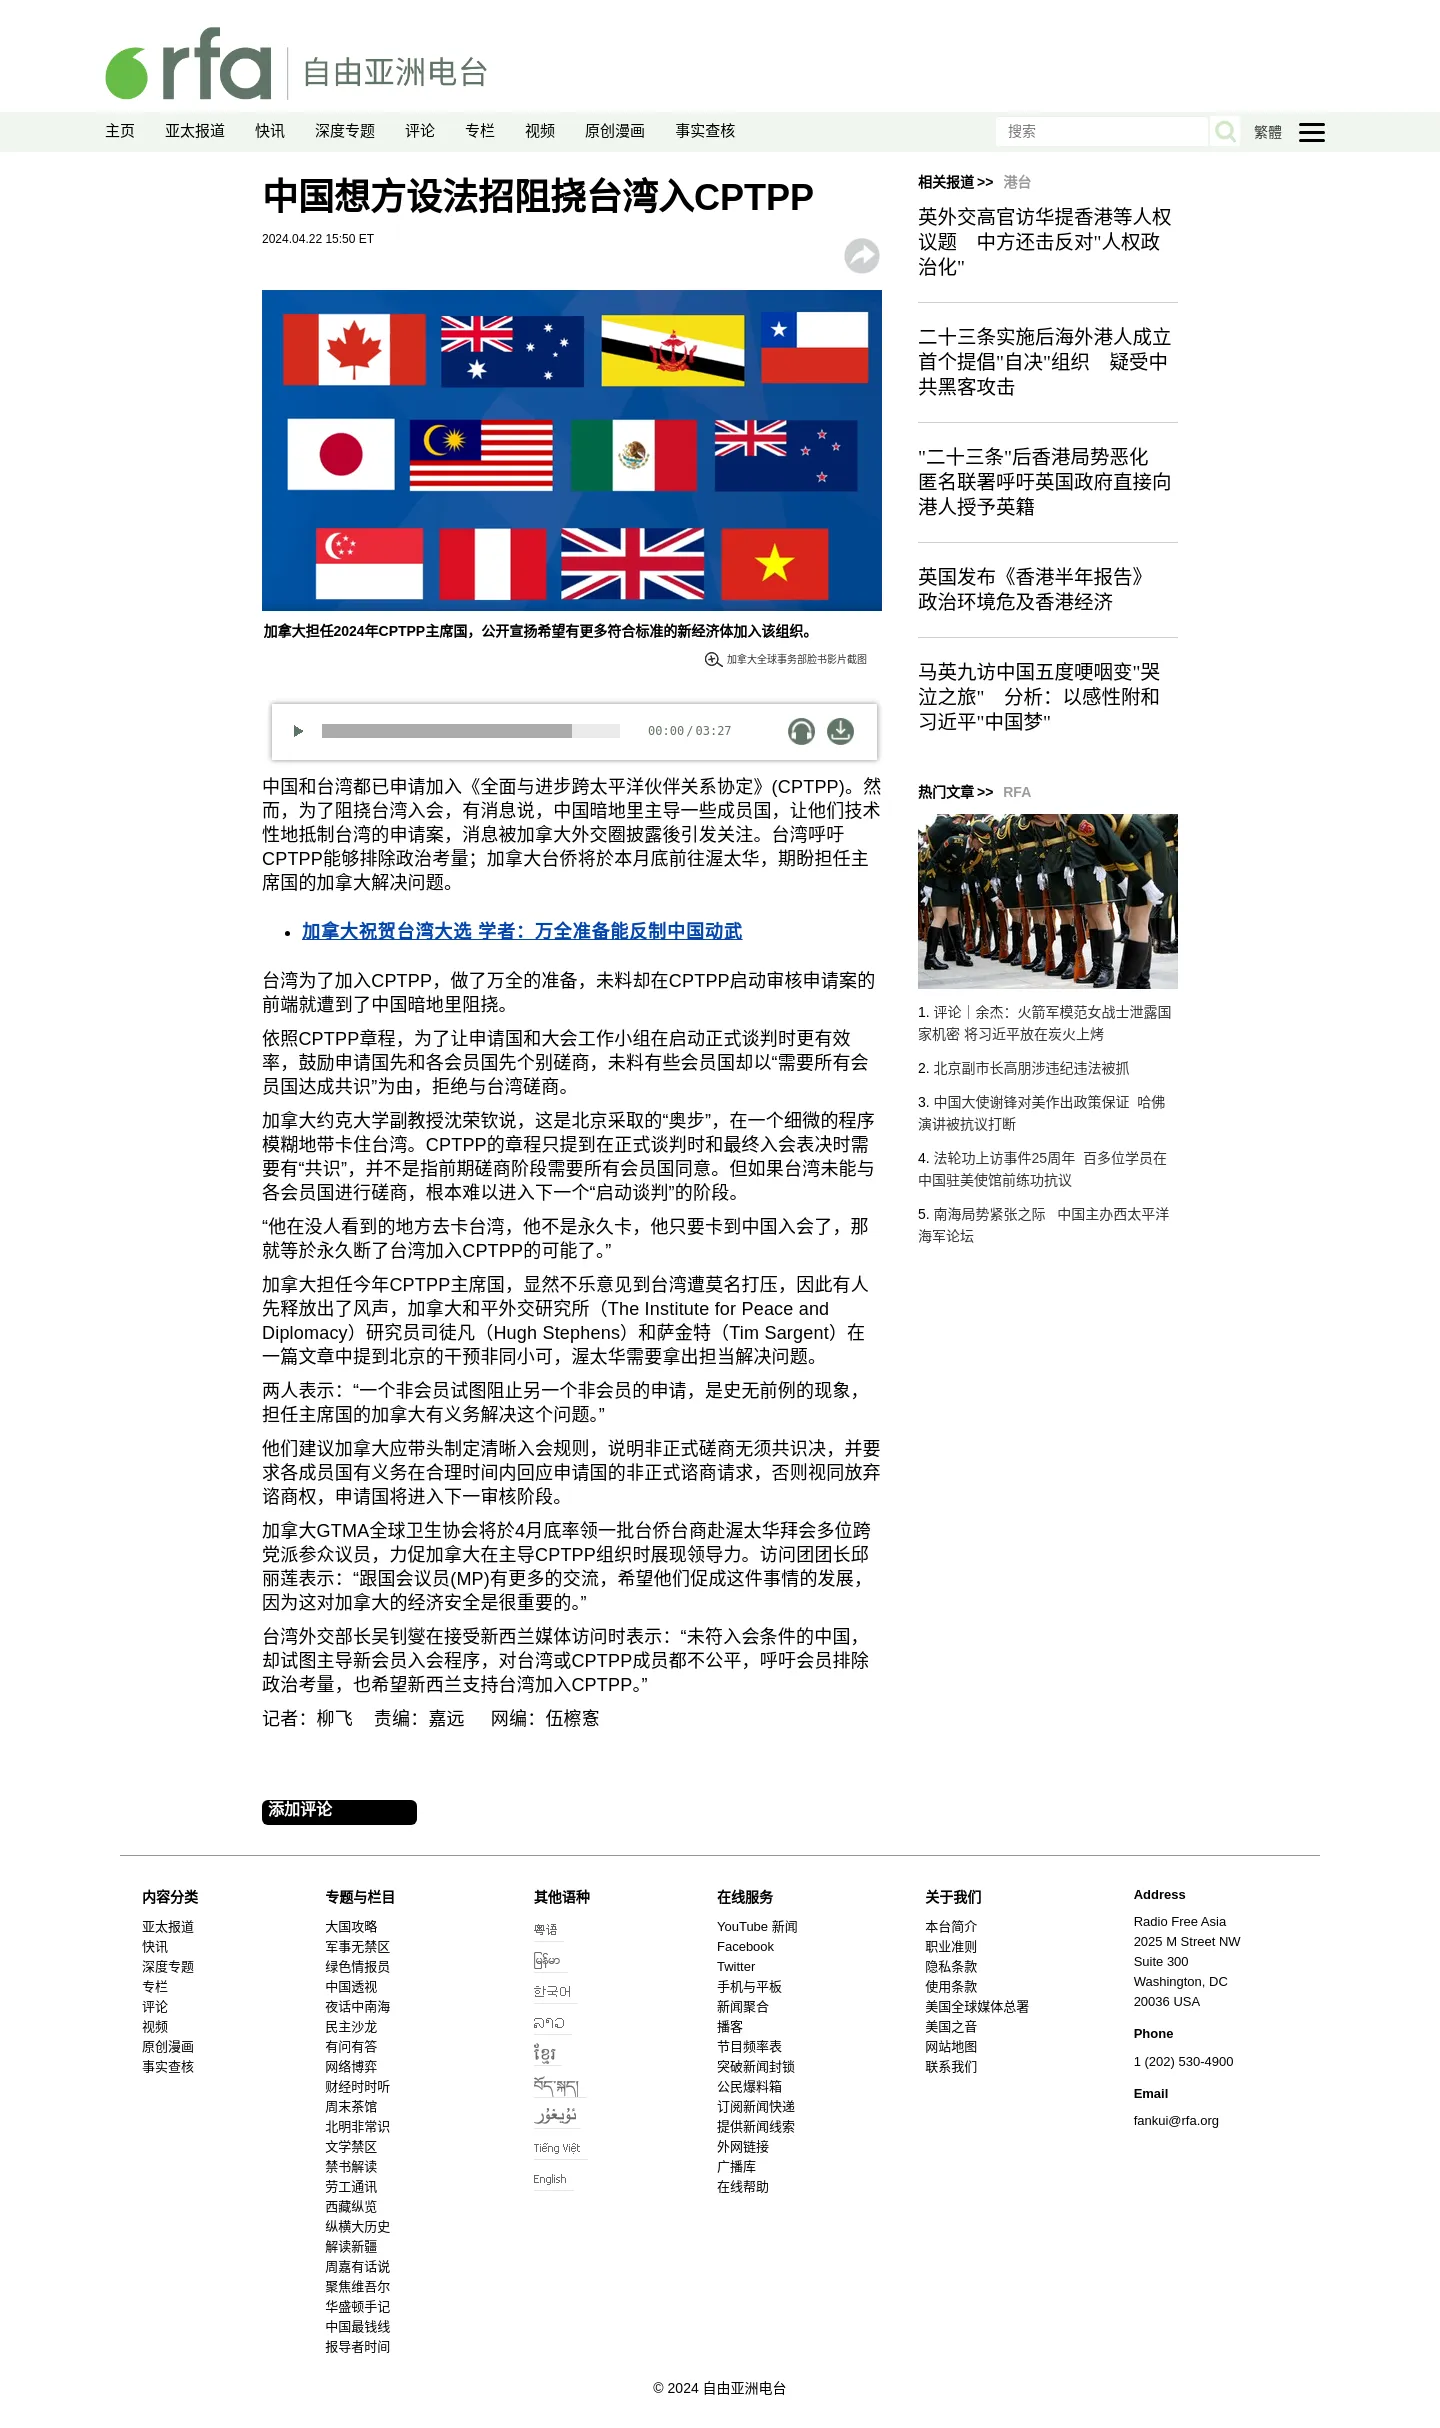 rfa 自由亚洲电台
主页 亚太报道 快讯 深度专题 评论 专栏 视频 原创漫画 事实查核 搜索 繁體
中国想方设法招阻挠台湾入CPTPP
2024.04.22 15:50 ET
加拿大担任2024年CPTPP主席国，公开宣扬希望有更多符合标准的新经济体加入该组织。
加拿大全球事务部脸书影片截图
00:00 / 03:27
中国和台湾都已申请加入《全面与进步跨太平洋伙伴关系协定》(CPTPP)。然
而，为了阻挠台湾入会，有消息说，中国暗地里主导一些成员国，让他们技术
性地抵制台湾的申请案，消息被加拿大外交圈披露後引发关注。台湾呼吁
CPTPP能够排除政治考量；加拿大台侨将於本月底前往渥太华，期盼担任主
席国的加拿大解决问题。
加拿大祝贺台湾大选 学者：万全准备能反制中国动武
台湾为了加入CPTPP，做了万全的准备，未料却在CPTPP启动审核申请案的
前端就遭到了中国暗地里阻挠。
依照CPTPP章程，为了让申请国和大会工作小组在启动正式谈判时更有效
率，鼓励申请国先和各会员国先个别磋商，未料有些会员国却以“需要所有会
员国达成共识”为由，拒绝与台湾磋商。
加拿大约克大学副教授沈荣钦说，这是北京采取的“奥步”，在一个细微的程序
模糊地带卡住台湾。CPTPP的章程只提到在正式谈判时和最终入会表决时需
要有“共识”，并不是指前期磋商阶段需要所有会员国同意。但如果台湾未能与
各会员国进行磋商，根本难以进入下一个“启动谈判”的阶段。
“他在没人看到的地方去卡台湾，他不是永久卡，他只要卡到中国入会了，那
就等於永久断了台湾加入CPTPP的可能了。”
加拿大担任今年CPTPP主席国，显然不乐意见到台湾遭莫名打压，因此有人
先释放出了风声，加拿大和平外交研究所（The Institute for Peace and
Diplomacy）研究员司徒凡（Hugh Stephens）和萨金特（Tim Sargent）在
一篇文章中提到北京的干预非同小可，渥太华需要拿出担当解决问题。
两人表示：“一个非会员试图阻止另一个非会员的申请，是史无前例的现象，
担任主席国的加拿大有义务解决这个问题。”
他们建议加拿大应带头制定清晰入会规则，说明非正式磋商无须共识决，并要
求各成员国有义务在合理时间内回应申请国的非正式谘商请求，否则视同放弃
谘商权，申请国将进入下一审核阶段。
加拿大GTMA全球卫生协会将於4月底率领一批台侨台商赴渥太华拜会多位跨
党派参众议员，力促加拿大在主导CPTPP组织时展现领导力。访问团团长邱
丽莲表示：“跟国会议员(MP)有更多的交流，希望他们促成这件事情的发展，
因为这对加拿大的经济安全是很重要的。”
台湾外交部长吴钊燮在接受新西兰媒体访问时表示：“未符入会条件的中国，
却试图主导新会员入会程序，对台湾或CPTPP成员都不公平，呼吁会员排除
政治考量，也希望新西兰支持台湾加入CPTPP。”
记者：柳飞 责编：嘉远 网编：伍檫愙
添加评论
相关报道 >> 港台
英外交高官访华提香港等人权
议题 中方还击反对"人权政
治化"
二十三条实施后海外港人成立
首个提倡"自决"组织 疑受中
共黑客攻击
"二十三条"后香港局势恶化
匿名联署呼吁英国政府直接向
港人授予英籍
英国发布《香港半年报告》
政治环境危及香港经济
马英九访中国五度哽咽变"哭
泣之旅" 分析：以感性附和
习近平"中国梦"
热门文章 >> RFA
1. 评论｜余杰：火箭军模范女战士泄露国
家机密 将习近平放在炭火上烤
2. 北京副市长高朋涉违纪违法被抓
3. 中国大使谢锋对美作出政策保证 哈佛
演讲被抗议打断
4. 法轮功上访事件25周年 百多位学员在
中国驻美使馆前练功抗议
5. 南海局势紧张之际 中国主办西太平洋
海军论坛
内容分类
亚太报道
快讯
深度专题
专栏
评论
视频
原创漫画
事实查核
专题与栏目
大国攻略
军事无禁区
绿色情报员
中国透视
夜话中南海
民主沙龙
有问有答
网络博弈
财经时时听
周末茶馆
北明非常识
文学禁区
禁书解读
劳工通讯
西藏纵览
纵横大历史
解读新疆
周嘉有话说
聚焦维吾尔
华盛顿手记
中国最钱线
报导者时间
其他语种
粤语
မြန်မာ
한국어
ລາວ
ខ្មែរ
བོད་སྐད།
ئۇيغۇر
Tiếng Việt
English
在线服务
YouTube 新闻
Facebook
Twitter
手机与平板
新闻聚合
播客
节目频率表
突破新闻封锁
公民爆料箱
订阅新闻快递
提供新闻线索
外网链接
广播库
在线帮助
关于我们
本台简介
职业准则
隐私条款
使用条款
美国全球媒体总署
美国之音
网站地图
联系我们
Address
Radio Free Asia
2025 M Street NW
Suite 300
Washington, DC
20036 USA
Phone
1 (202) 530-4900
Email
fankui@rfa.org
© 2024 自由亚洲电台